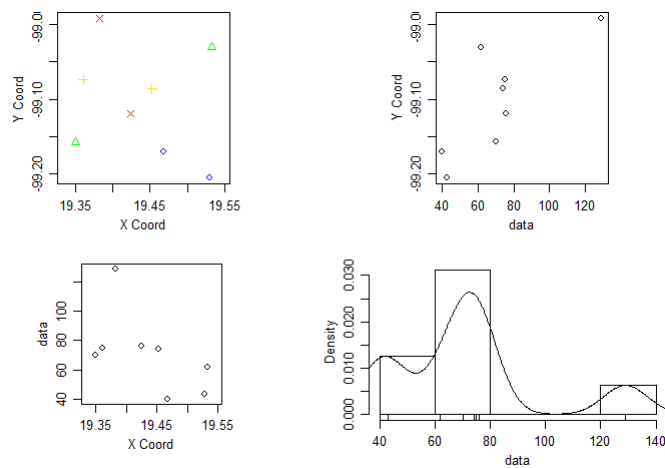 Y Coord
-99.20 -99.10 -99.00
19.35 19.45 19.55
X Coord
Y Coord
-99.20 -99.10 -99.00
40 60 80 100 120
data
data
40 60 80 100
19.35 19.45 19.55
X Coord
Density
0.000 0.010 0.020 0.030
40 60 80 100 120 140
data